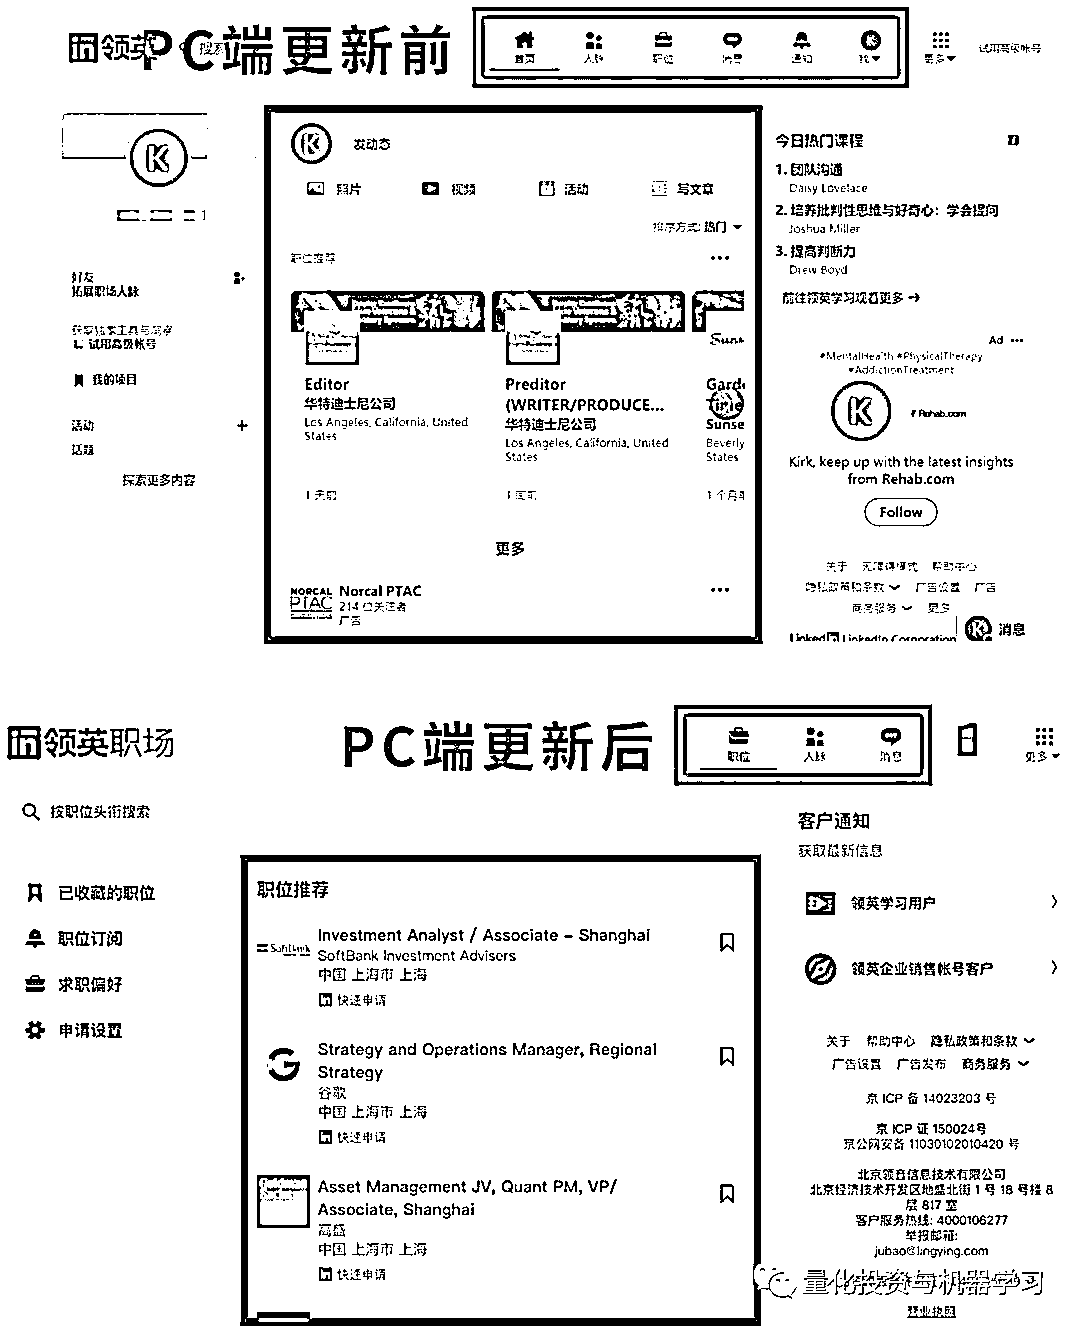 领英
PC端更新前
首页
人脉
职位
消息
通知
我
更多
试用高级帐号
发动态
照片
视频
活动
写文章
排序方式: 热门
职位推荐
Editor
华特迪士尼公司
Los Angeles, California, United
States
1 天前
Preditor
(WRITER/PRODUCE...
华特迪士尼公司
Los Angeles, California, United
States
1 周前
Sunse
Beverly
States
1 个月前
更多
NORCAL
PTAC
Norcal PTAC
214 位关注者
广告
好友
拓展职场人脉
试用高级帐号
我的项目
活动
话题
探索更多内容
今日热门课程
1. 团队沟通
Daisy Lovelace
2. 培养批判性思维与好奇心：学会提问
Joshua Miller
3. 提高判断力
Drew Boyd
前往领英学习观看更多 →
Ad
#MentalHealth #PhysicalTherapy
#AddictionTreatment
Rehab.com
Kirk, keep up with the latest insights
from Rehab.com
Follow
关于 无障碍模式 帮助中心
隐私政策和条款 广告设置 广告
商务服务 更多
LinkedIn LinkedIn Corporation
消息
领英职场
PC端更新后
职位
人脉
消息
更多
按职位头衔搜索
已收藏的职位
职位订阅
求职偏好
申请设置
职位推荐
SoftBank
Investment Analyst / Associate – Shanghai
SoftBank Investment Advisers
中国 上海市 上海
快速申请
Strategy and Operations Manager, Regional
Strategy
谷歌
中国 上海市 上海
快速申请
Asset Management JV, Quant PM, VP/
Associate, Shanghai
高盛
中国 上海市 上海
快速申请
客户通知
获取最新信息
领英学习用户
领英企业销售帐号客户
关于 帮助中心 隐私政策和条款
广告设置 广告发布 商务服务
京 ICP 备 14023203 号
京 ICP 证 150024号
京公网安备 11030102010420 号
北京领英信息技术有限公司
北京经济技术开发区地盛北街 1 号 18 号楼 8
层 817 室
客户服务热线: 4000106277
举报邮箱:
jubao@lingying.com
量化投资与机器学习
营业执照